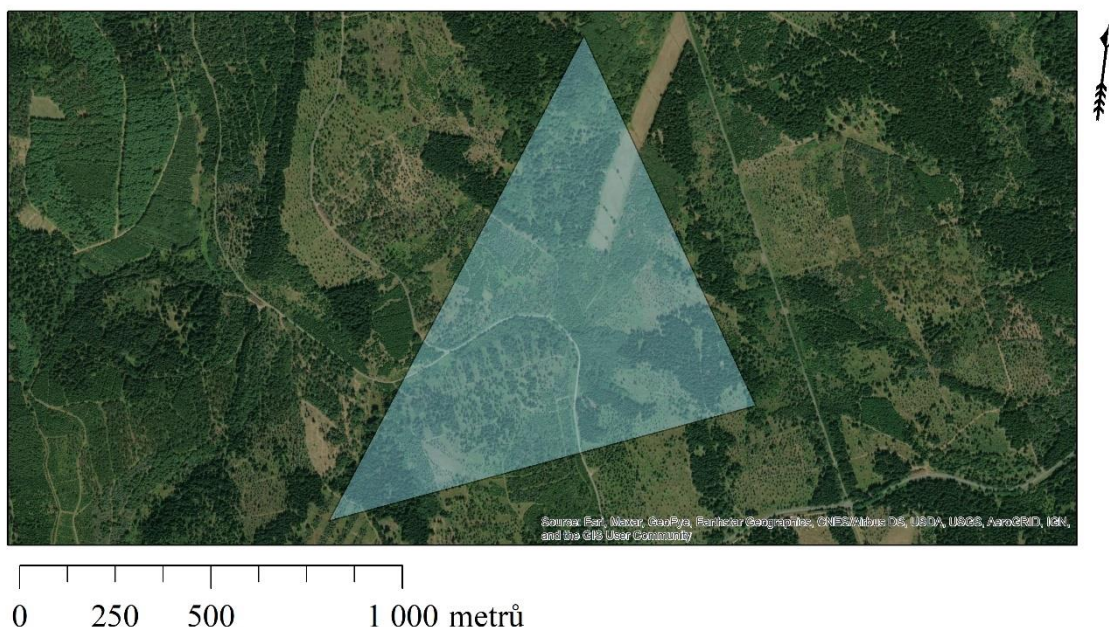 Source: Esri, Maxar, GeoEye, Earthstar Geographics, CNES/Airbus DS, USDA, USGS, AeroGRID, IGN,
and the GIS User Community
0 250 500 1 000 metrů